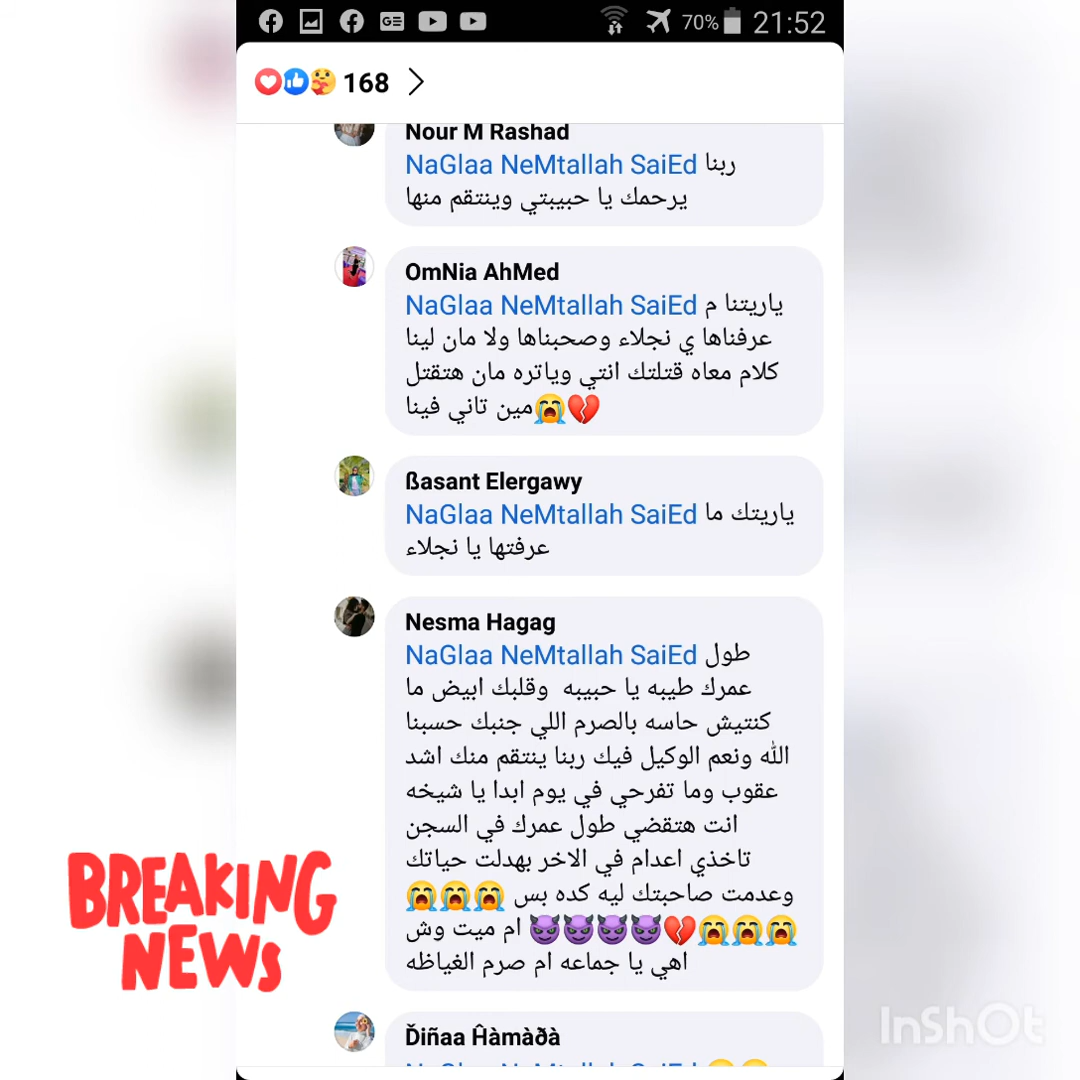 70% 21:52
168
Nour M Rashad
NaGlaa NeMtallah SaiEd ربنا
يرحمك يا حبيبتي وينتقم منها
OmNia AhMed
NaGlaa NeMtallah SaiEd ياريتنا م
عرفناها ي نجلاء وصحبناها ولا مان لينا
كلام معاه قتلتك انتي وياتره مان هتقتل
مين تاني فينا😭💔
ßasant Elergawy
NaGlaa NeMtallah SaiEd ياريتك ما
عرفتها يا نجلاء
Nesma Hagag
NaGlaa NeMtallah SaiEd طول
عمرك طيبه يا حبيبه وقلبك ابيض ما
كنتيش حاسه بالصرم اللي جنبك حسبنا
الله ونعم الوكيل فيك ربنا ينتقم منك اشد
عقوب وما تفرحي في يوم ابدا يا شيخه
انت هتقضي طول عمرك في السجن
تاخذي اعدام في الاخر بهدلت حياتك
وعدمت صاحبتك ليه كده بس 😭😭😭
😭😭😭💔😈😈😈😈 ام ميت وش
اهي يا جماعه ام صرم الغياظه
Ďiñaa Ĥàmàðà
NaGlaa NeMtallah SaiEd
BREAKING
NEWS
InShOt